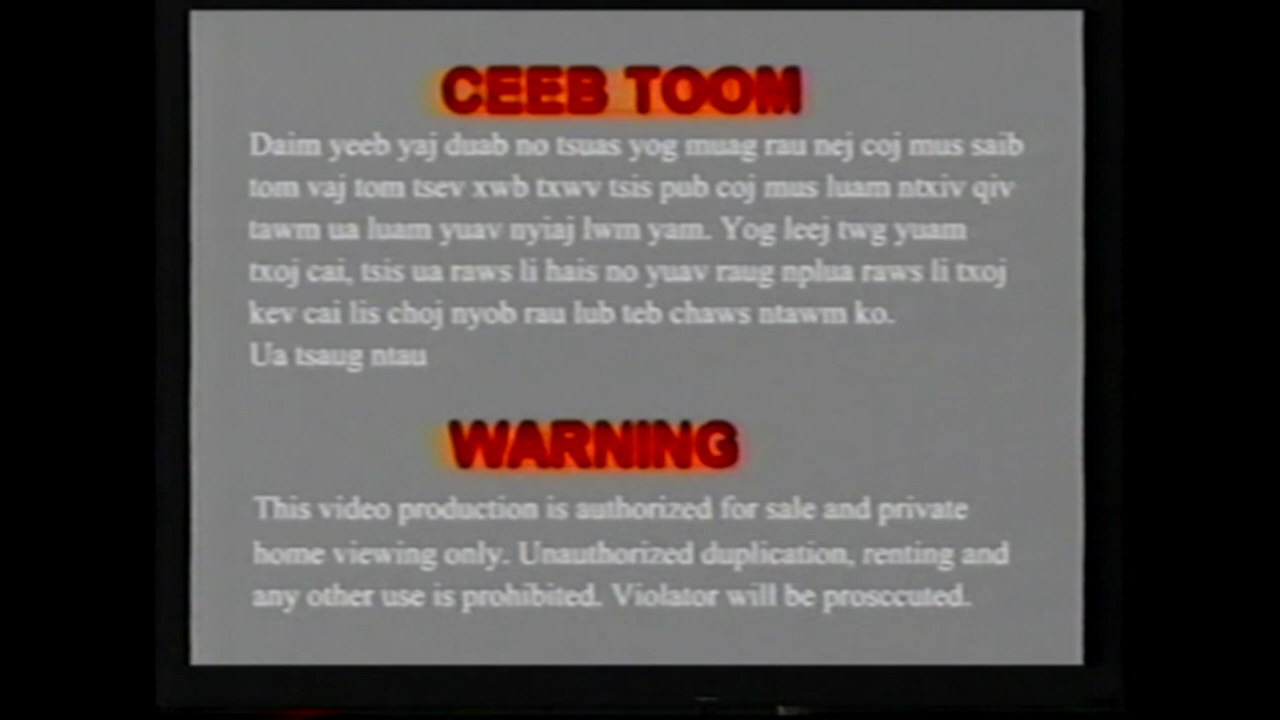 CEEB TOOM
Daim yeeb yaj duab no tsuas yog muag rau nej coj mus saib
tom vaj tom tsev xwb txwv tsis pub coj mus luam ntxiv qiv
tawm ua luam yuav nyiaj lwm yam. Yog leej twg yuam
txoj cai, tsis ua raws li hais no yuav raug nplua raws li txoj
kev cai lis choj nyob rau lub teb chaws ntawm ko.
Ua tsaug ntau
WARNING
This video production is authorized for sale and private
home viewing only. Unauthorized duplication, renting and
any other use is prohibited. Violator will be prosecuted.